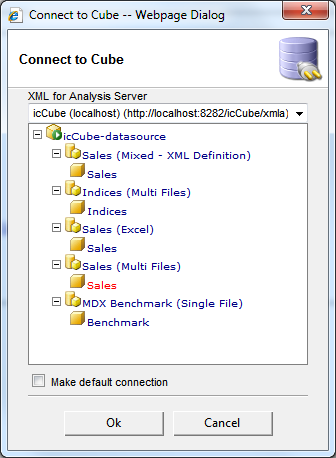 Connect to Cube -- Webpage Dialog
Connect to Cube
XML for Analysis Server
icCube (localhost) (http://localhost:8282/icCube/xmla)
icCube-datasource
Sales (Mixed - XML Definition)
Sales
Indices (Multi Files)
Indices
Sales (Excel)
Sales
Sales (Multi Files)
Sales
MDX Benchmark (Single File)
Benchmark
Make default connection
Ok Cancel